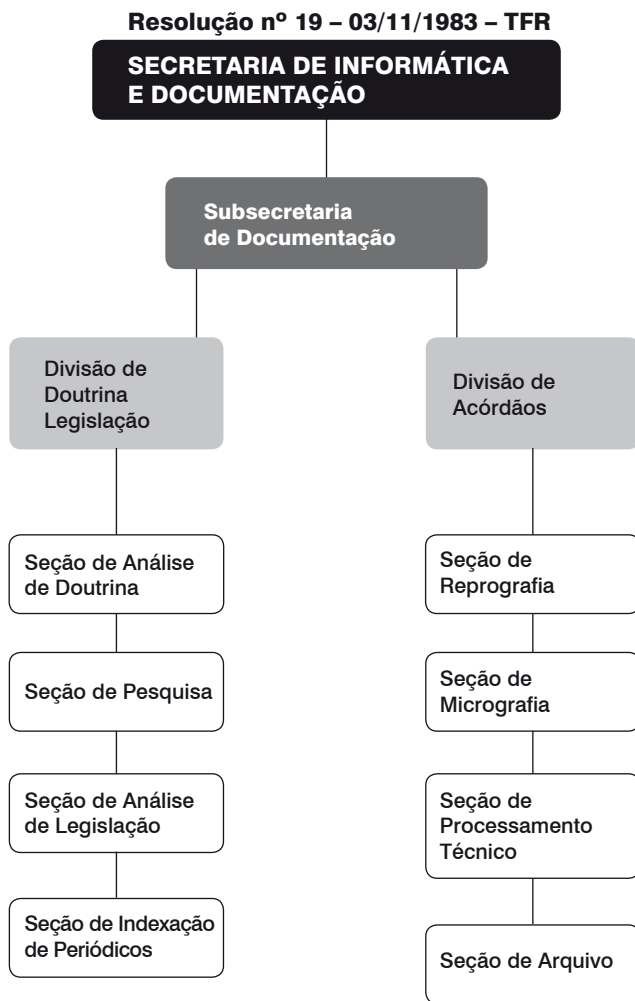 Resolução nº 19 – 03/11/1983 – TFR
SECRETARIA DE INFORMÁTICA
E DOCUMENTAÇÃO
Subsecretaria
de Documentação
Divisão de
Doutrina
Legislação
Seção de Análise
de Doutrina
Seção de Pesquisa
Seção de Análise
de Legislação
Seção de Indexação
de Periódicos
Divisão de
Acórdãos
Seção de
Reprografia
Seção de
Micrografia
Seção de
Processamento
Técnico
Seção de Arquivo